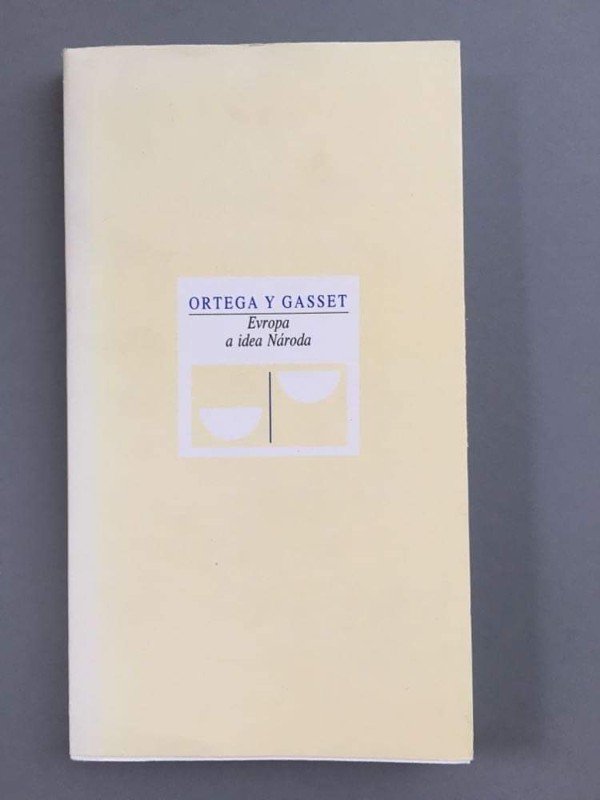 ORTEGA Y GASSET
Evropa
a idea Národa